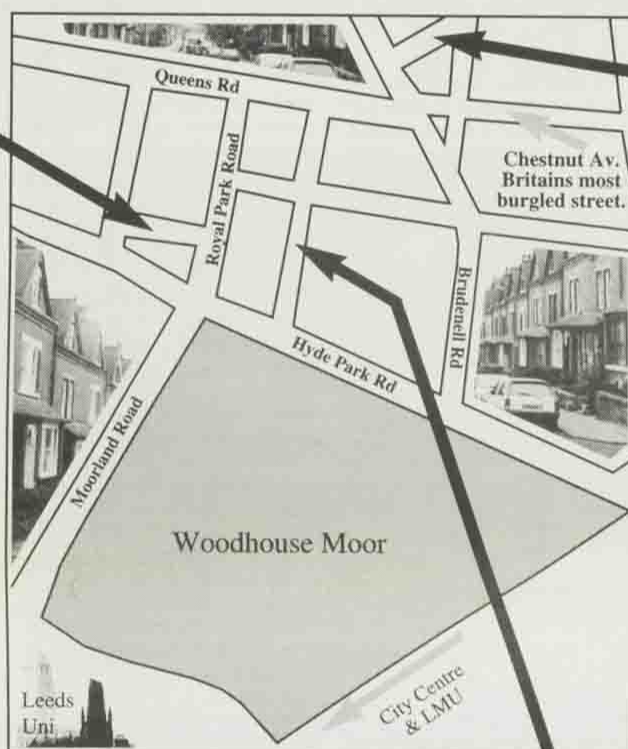 Queens Rd
Royal Park Road
Chestnut Av.
Britains most
burgled street.
Brudenell Rd
Hyde Park Rd
Moorland Road
Woodhouse Moor
City Centre
& LMU
Leeds
Uni